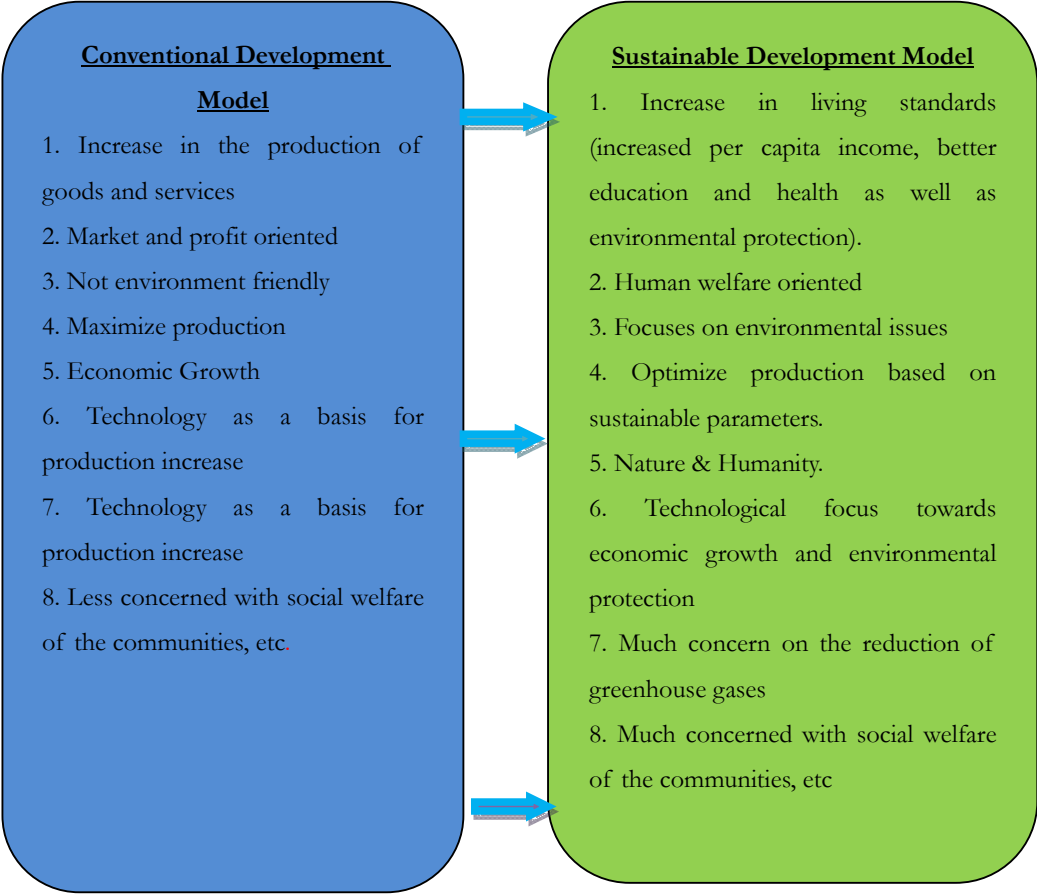 Conventional Development
Model
1. Increase in the production of
goods and services
2. Market and profit oriented
3. Not environment friendly
4. Maximize production
5. Economic Growth
6. Technology as a basis for
production increase
7. Technology as a basis for
production increase
8. Less concerned with social welfare
of the communities, etc.
Sustainable Development Model
1. Increase in living standards
(increased per capita income, better
education and health as well as
environmental protection).
2. Human welfare oriented
3. Focuses on environmental issues
4. Optimize production based on
sustainable parameters.
5. Nature & Humanity.
6. Technological focus towards
economic growth and environmental
protection
7. Much concern on the reduction of
greenhouse gases
8. Much concerned with social welfare
of the communities, etc